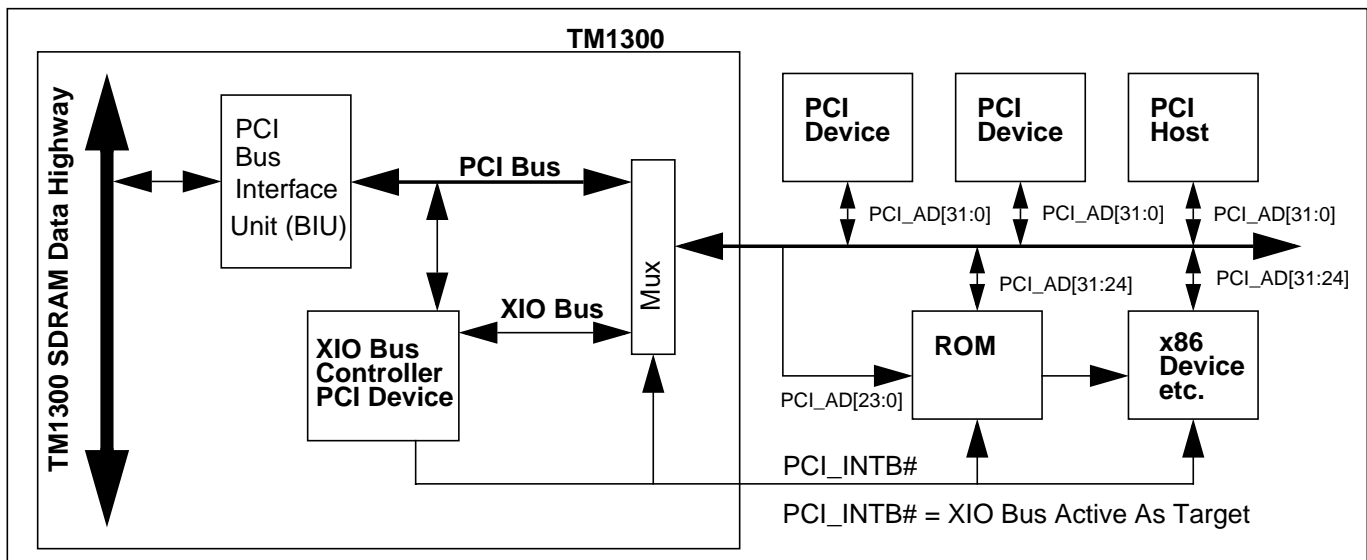 TM1300
TM1300 SDRAM Data Highway
PCI
Bus
Interface
Unit (BIU)
PCI Bus
XIO Bus
XIO Bus
Controller
PCI Device
Mux
PCI
Device
PCI
Device
PCI
Host
PCI_AD[31:0]
PCI_AD[31:0]
PCI_AD[31:0]
PCI_AD[31:24]
PCI_AD[31:24]
ROM
x86
Device
etc.
PCI_AD[23:0]
PCI_INTB#
PCI_INTB# = XIO Bus Active As Target